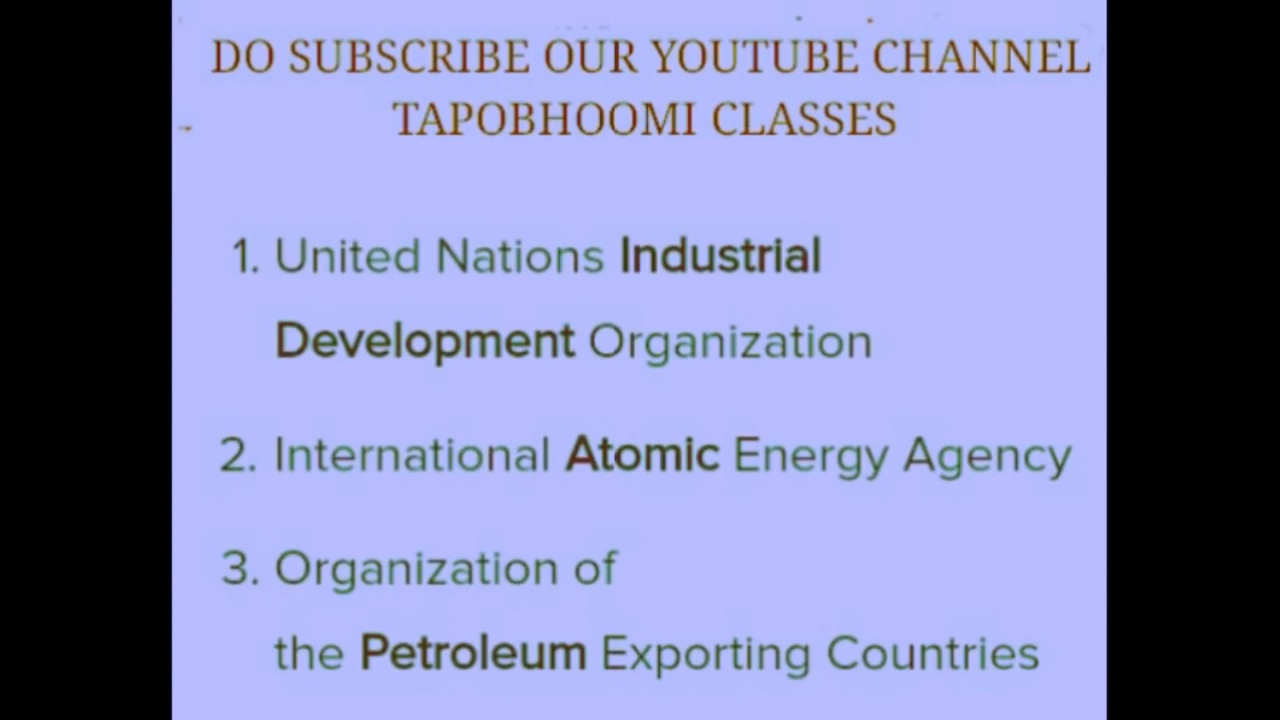 DO SUBSCRIBE OUR YOUTUBE CHANNEL
TAPOBHOOMI CLASSES
1. United Nations Industrial
Development Organization
2. International Atomic Energy Agency
3. Organization of
the Petroleum Exporting Countries